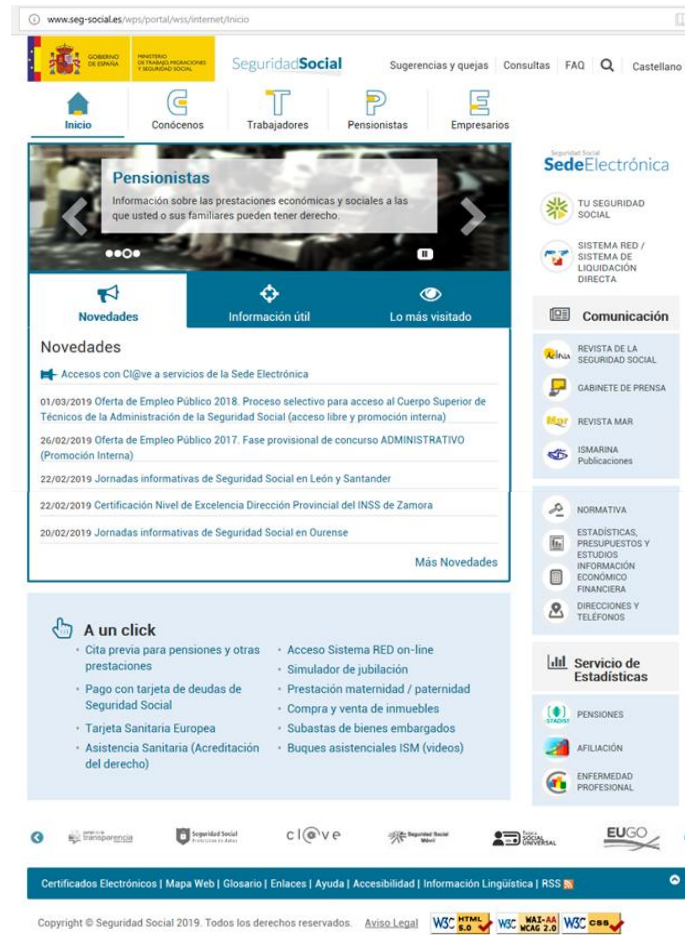 www.seg-social.es/wps/portal/wss/internet/Inicio
GOBIERNO
DE ESPAÑA
MINISTERIO
DE TRABAJO, MIGRACIONES
Y SEGURIDAD SOCIAL
SeguridadSocial
Sugerencias y quejas
Consultas
FAQ
Castellano
Inicio
Conócenos
Trabajadores
Pensionistas
Empresarios
Pensionistas
Información sobre las prestaciones económicas y sociales a las
que usted o sus familiares pueden tener derecho.
Novedades
Información útil
Lo más visitado
Novedades
Accesos con Cl@ve a servicios de la Sede Electrónica
01/03/2019 Oferta de Empleo Público 2018. Proceso selectivo para acceso al Cuerpo Superior de
Técnicos de la Administración de la Seguridad Social (acceso libre y promoción interna)
26/02/2019 Oferta de Empleo Público 2017. Fase provisional de concurso ADMINISTRATIVO
(Promoción Interna)
22/02/2019 Jornadas informativas de Seguridad Social en León y Santander
22/02/2019 Certificación Nivel de Excelencia Dirección Provincial del INSS de Zamora
20/02/2019 Jornadas informativas de Seguridad Social en Ourense
Más Novedades
A un click
Cita previa para pensiones y otras
prestaciones
Pago con tarjeta de deudas de
Seguridad Social
Tarjeta Sanitaria Europea
Asistencia Sanitaria (Acreditación
del derecho)
Acceso Sistema RED on-line
Simulador de jubilación
Prestación maternidad / paternidad
Compra y venta de inmuebles
Subastas de bienes embargados
Buques asistenciales ISM (videos)
Seguridad Social
SedeElectrónica
TU SEGURIDAD
SOCIAL
SISTEMA RED /
SISTEMA DE
LIQUIDACIÓN
DIRECTA
Comunicación
REVISTA DE LA
SEGURIDAD SOCIAL
GABINETE DE PRENSA
Mar
REVISTA MAR
ISMARINA
Publicaciones
NORMATIVA
ESTADÍSTICAS,
PRESUPUESTOS Y
ESTUDIOS
INFORMACIÓN
ECONÓMICO
FINANCIERA
DIRECCIONES Y
TELÉFONOS
Servicio de
Estadísticas
PENSIONES
AFILIACIÓN
ENFERMEDAD
PROFESIONAL
transparencia
Seguridad Social
cl@ve
Seguridad Social
Móvil
TARJETA
SOCIAL
UNIVERSAL
EUGO
Certificados Electrónicos | Mapa Web | Glosario | Enlaces | Ayuda | Accesibilidad | Información Lingüística | RSS
Copyright © Seguridad Social 2019. Todos los derechos reservados. Aviso Legal
W3C HTML 5.0
W3C WAI-AA WCAG 2.0
W3C css